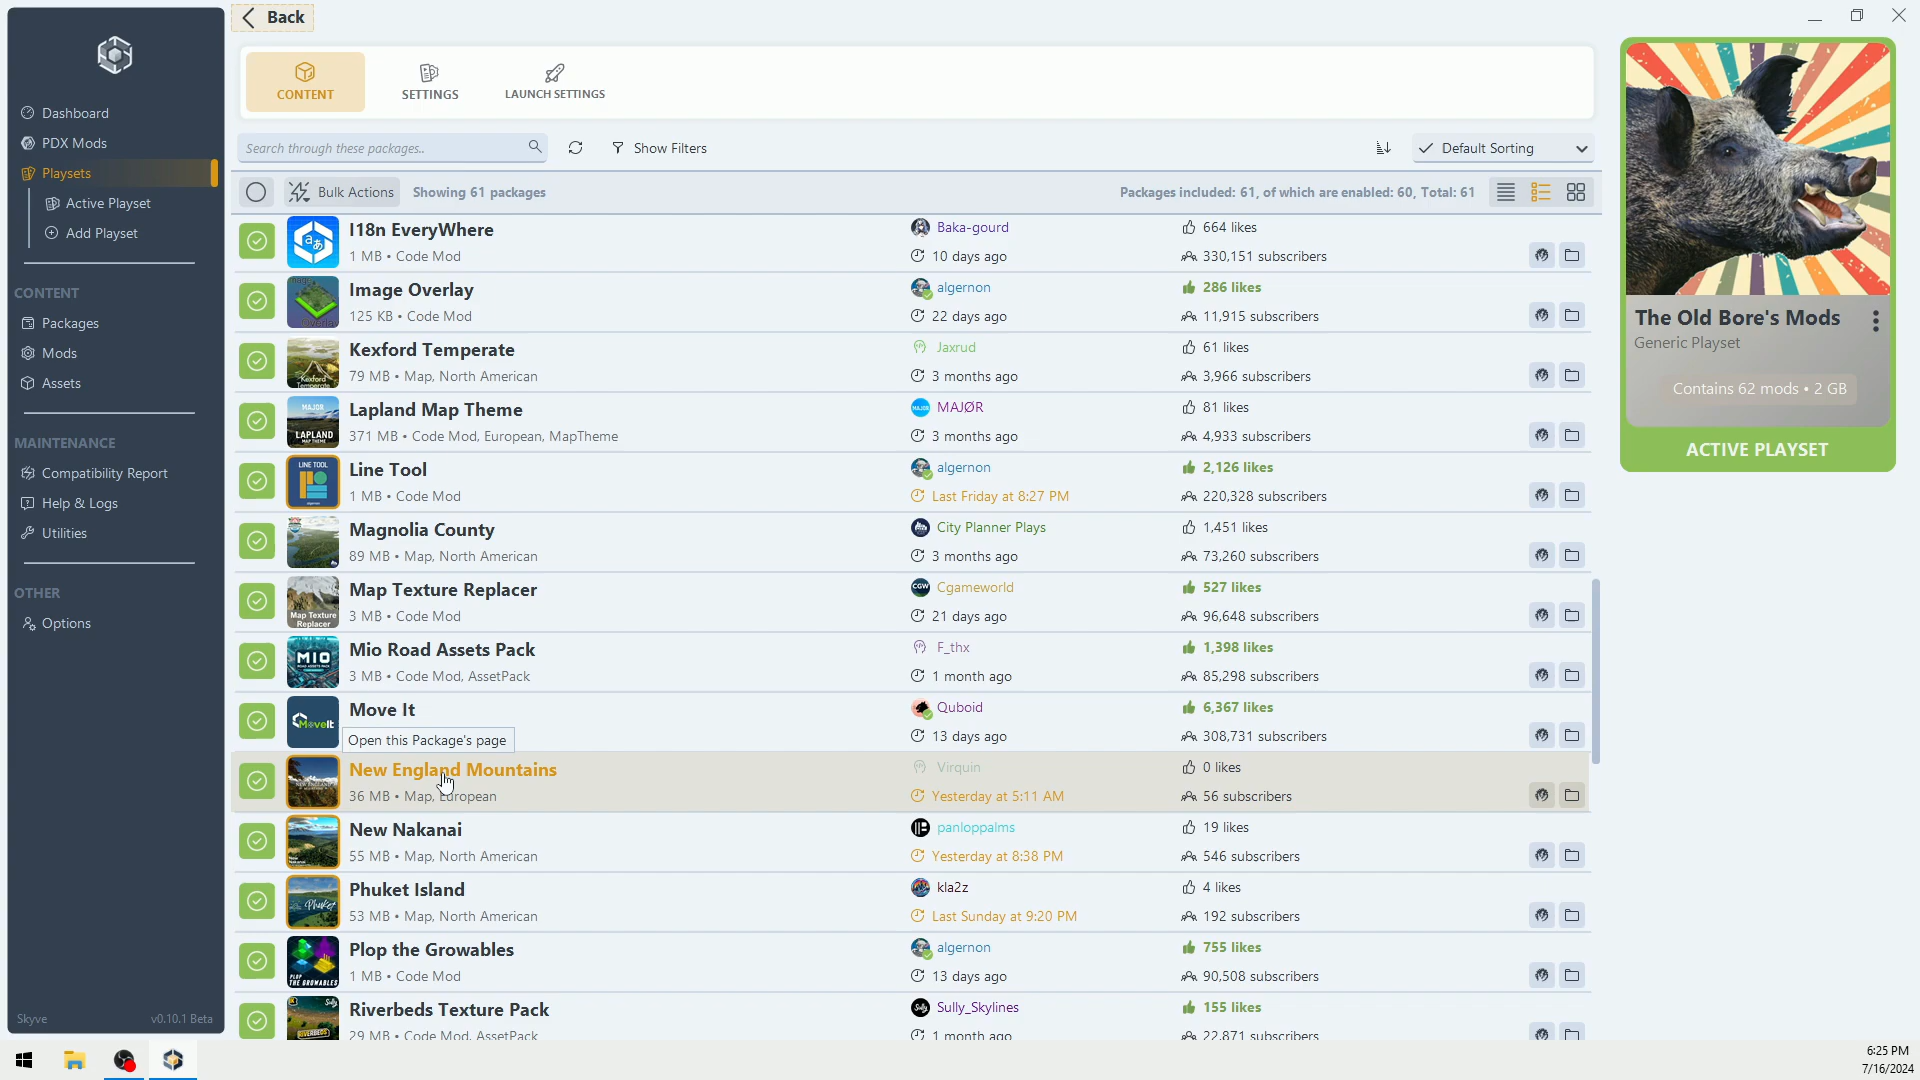 Back
Dashboard
PDX Mods
Playsets
Active Playset
Add Playset
CONTENT
Packages
Mods
Assets
MAINTENANCE
Compatibility Report
Help & Logs
Utilities
OTHER
Options
Skyve v0.10.1 Beta
CONTENT SETTINGS LAUNCH SETTINGS
Search through these packages.. Show Filters Default Sorting
Bulk Actions Showing 61 packages Packages included: 61, of which are enabled: 60, Total: 61
I18n EveryWhere Baka-gourd 664 likes
1 MB • Code Mod 10 days ago 330,151 subscribers
Image Overlay algernon 286 likes
125 KB • Code Mod 22 days ago 11,915 subscribers
Kexford Temperate Jaxrud 61 likes
79 MB • Map, North American 3 months ago 3,966 subscribers
Lapland Map Theme MAJØR 81 likes
371 MB • Code Mod, European, MapTheme 3 months ago 4,933 subscribers
Line Tool algernon 2,126 likes
1 MB • Code Mod Last Friday at 8:27 PM 220,328 subscribers
Magnolia County City Planner Plays 1,451 likes
89 MB • Map, North American 3 months ago 73,260 subscribers
Map Texture Replacer Cgameworld 527 likes
3 MB • Code Mod 21 days ago 96,648 subscribers
Mio Road Assets Pack F_thx 1,398 likes
3 MB • Code Mod, AssetPack 1 month ago 85,298 subscribers
Move It Quboid 6,367 likes
Open this Package's page 13 days ago 308,731 subscribers
New England Mountains Virquin 0 likes
36 MB • Map, European Yesterday at 5:11 AM 56 subscribers
New Nakanai panloppalms 19 likes
55 MB • Map, North American Yesterday at 8:38 PM 546 subscribers
Phuket Island kla2z 4 likes
53 MB • Map, North American Last Sunday at 9:20 PM 192 subscribers
Plop the Growables algernon 755 likes
1 MB • Code Mod 13 days ago 90,508 subscribers
Riverbeds Texture Pack Sully_Skylines 155 likes
29 MB • Code Mod, AssetPack 1 month ago 22,871 subscribers
The Old Bore's Mods
Generic Playset
Contains 62 mods • 2 GB
ACTIVE PLAYSET
6:25 PM
7/16/2024